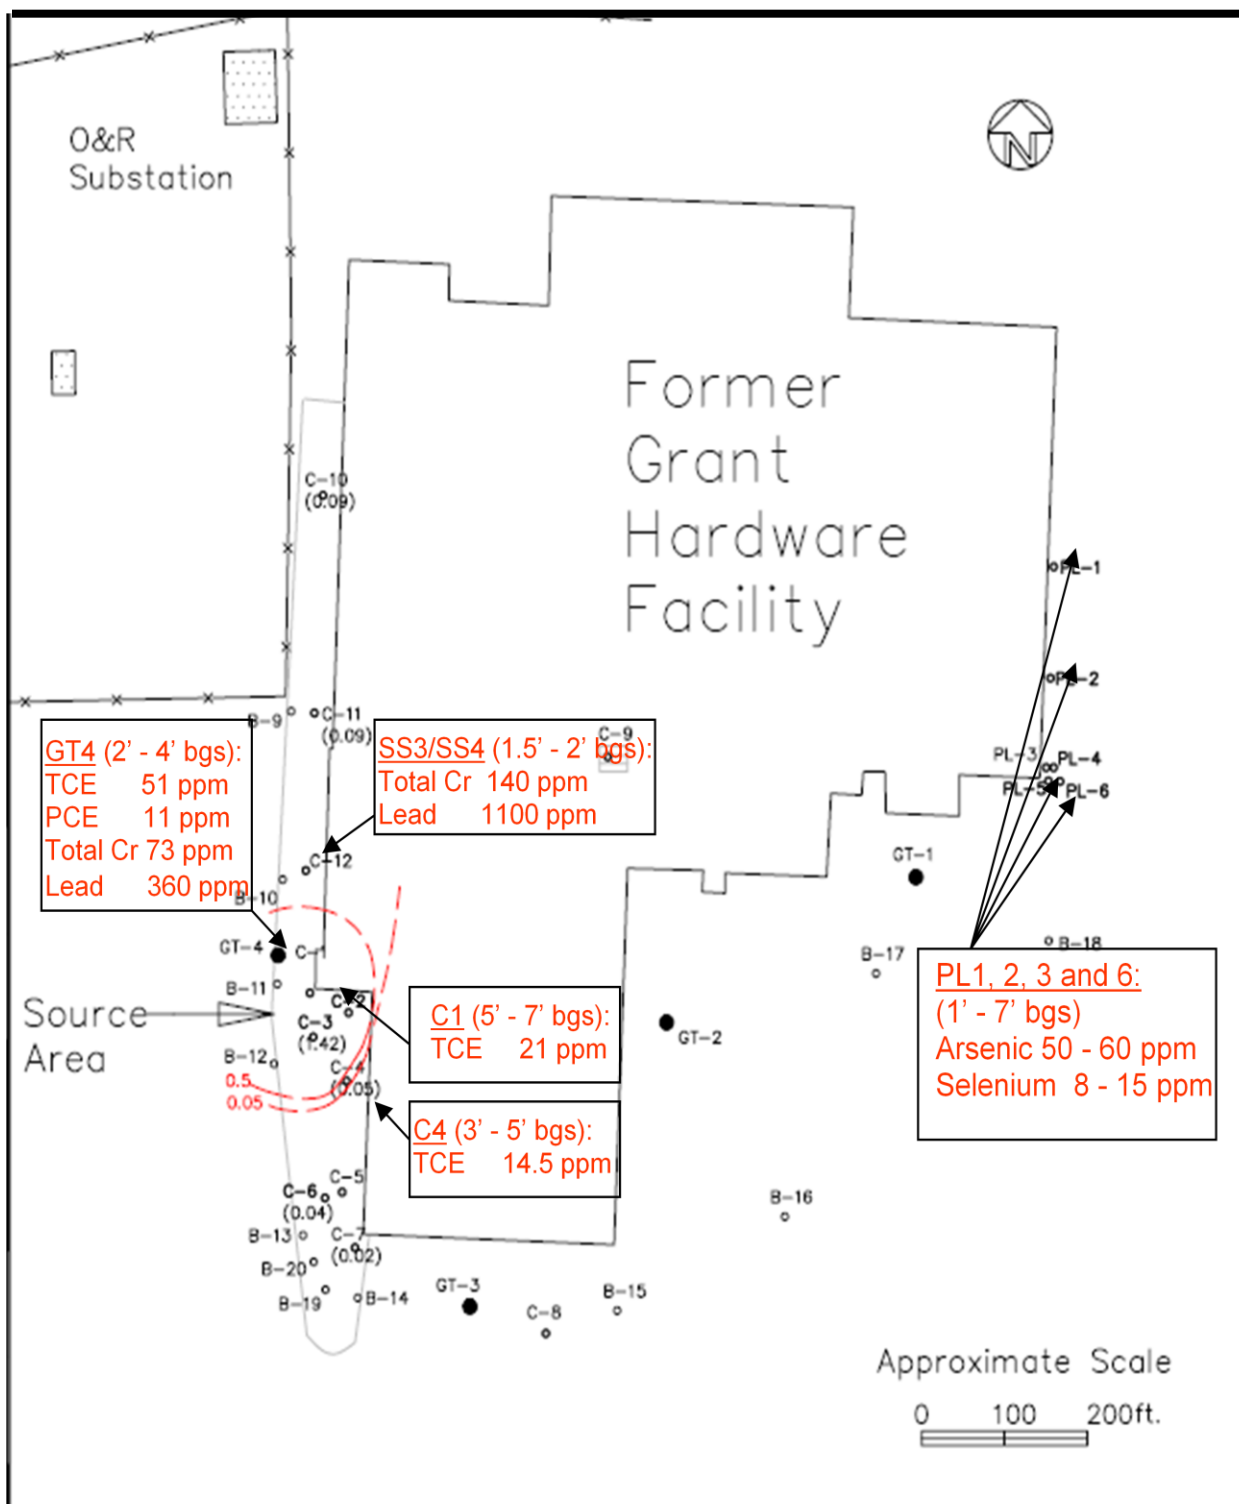 N
O&R
Substation
Former
Grant
Hardware
Facility
C-10
(0.09)
PL-1
PL-2
B-9
C-11
(0.09)
C-9
PL-3
PL-4
PL-5
PL-6
GT4 (2' - 4' bgs):
TCE 51 ppm
PCE 11 ppm
Total Cr 73 ppm
Lead 360 ppm
SS3/SS4 (1.5' - 2' bgs):
Total Cr 140 ppm
Lead 1100 ppm
C-12
B-10
GT-1
GT-4
C-1
B-17
B-18
B-11
C-2
Source
Area
C-3
(1.42)
GT-2
B-12
C-4
(0.05)
0.5
0.05
C1 (5' - 7' bgs):
TCE 21 ppm
PL1, 2, 3 and 6:
(1' - 7' bgs)
Arsenic 50 - 60 ppm
Selenium 8 - 15 ppm
C4 (3' - 5' bgs):
TCE 14.5 ppm
C-5
C-6
(0.04)
B-16
B-13
C-7
(0.02)
B-20
B-19
B-14
GT-3
C-8
B-15
Approximate Scale
0 100 200ft.